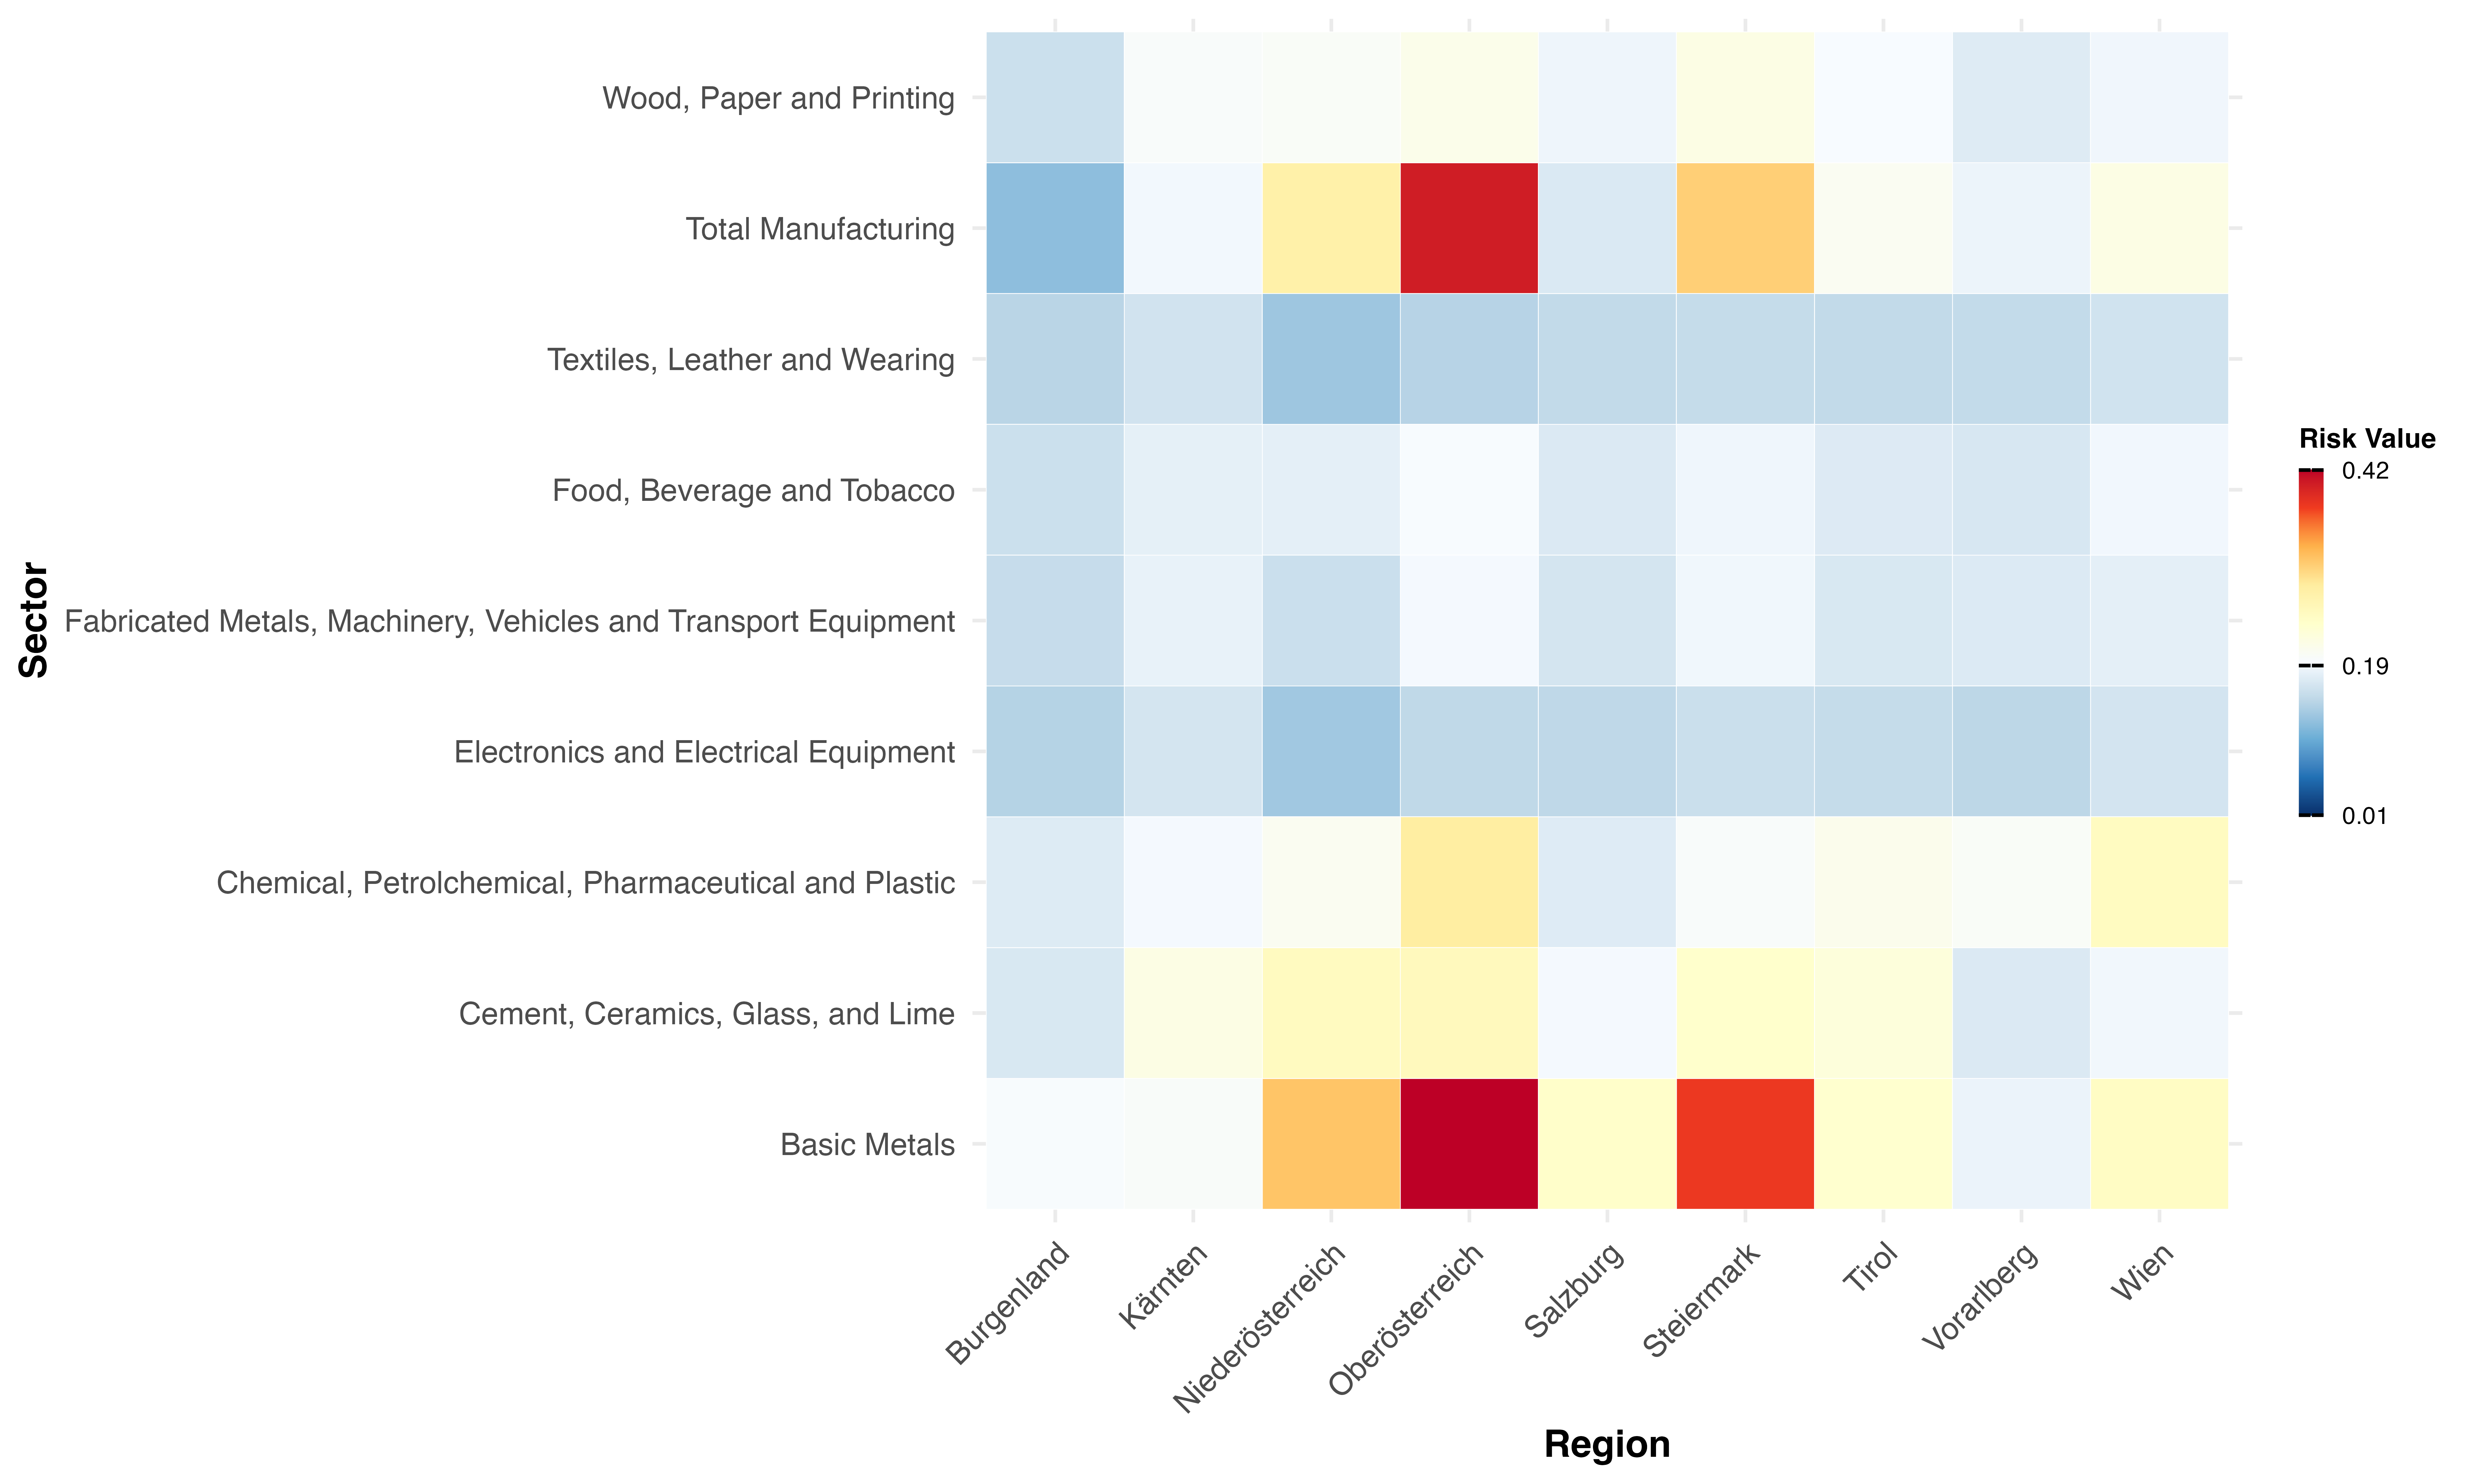 Wood, Paper and Printing
Total Manufacturing
Textiles, Leather and Wearing
Food, Beverage and Tobacco
Fabricated Metals, Machinery, Vehicles and Transport Equipment
Electronics and Electrical Equipment
Chemical, Petrolchemical, Pharmaceutical and Plastic
Cement, Ceramics, Glass, and Lime
Basic Metals
Sector
Burgenland
Kärnten
Niederösterreich
Oberösterreich
Salzburg
Steiermark
Tirol
Vorarlberg
Wien
Region
Risk Value
0.42
0.19
0.01